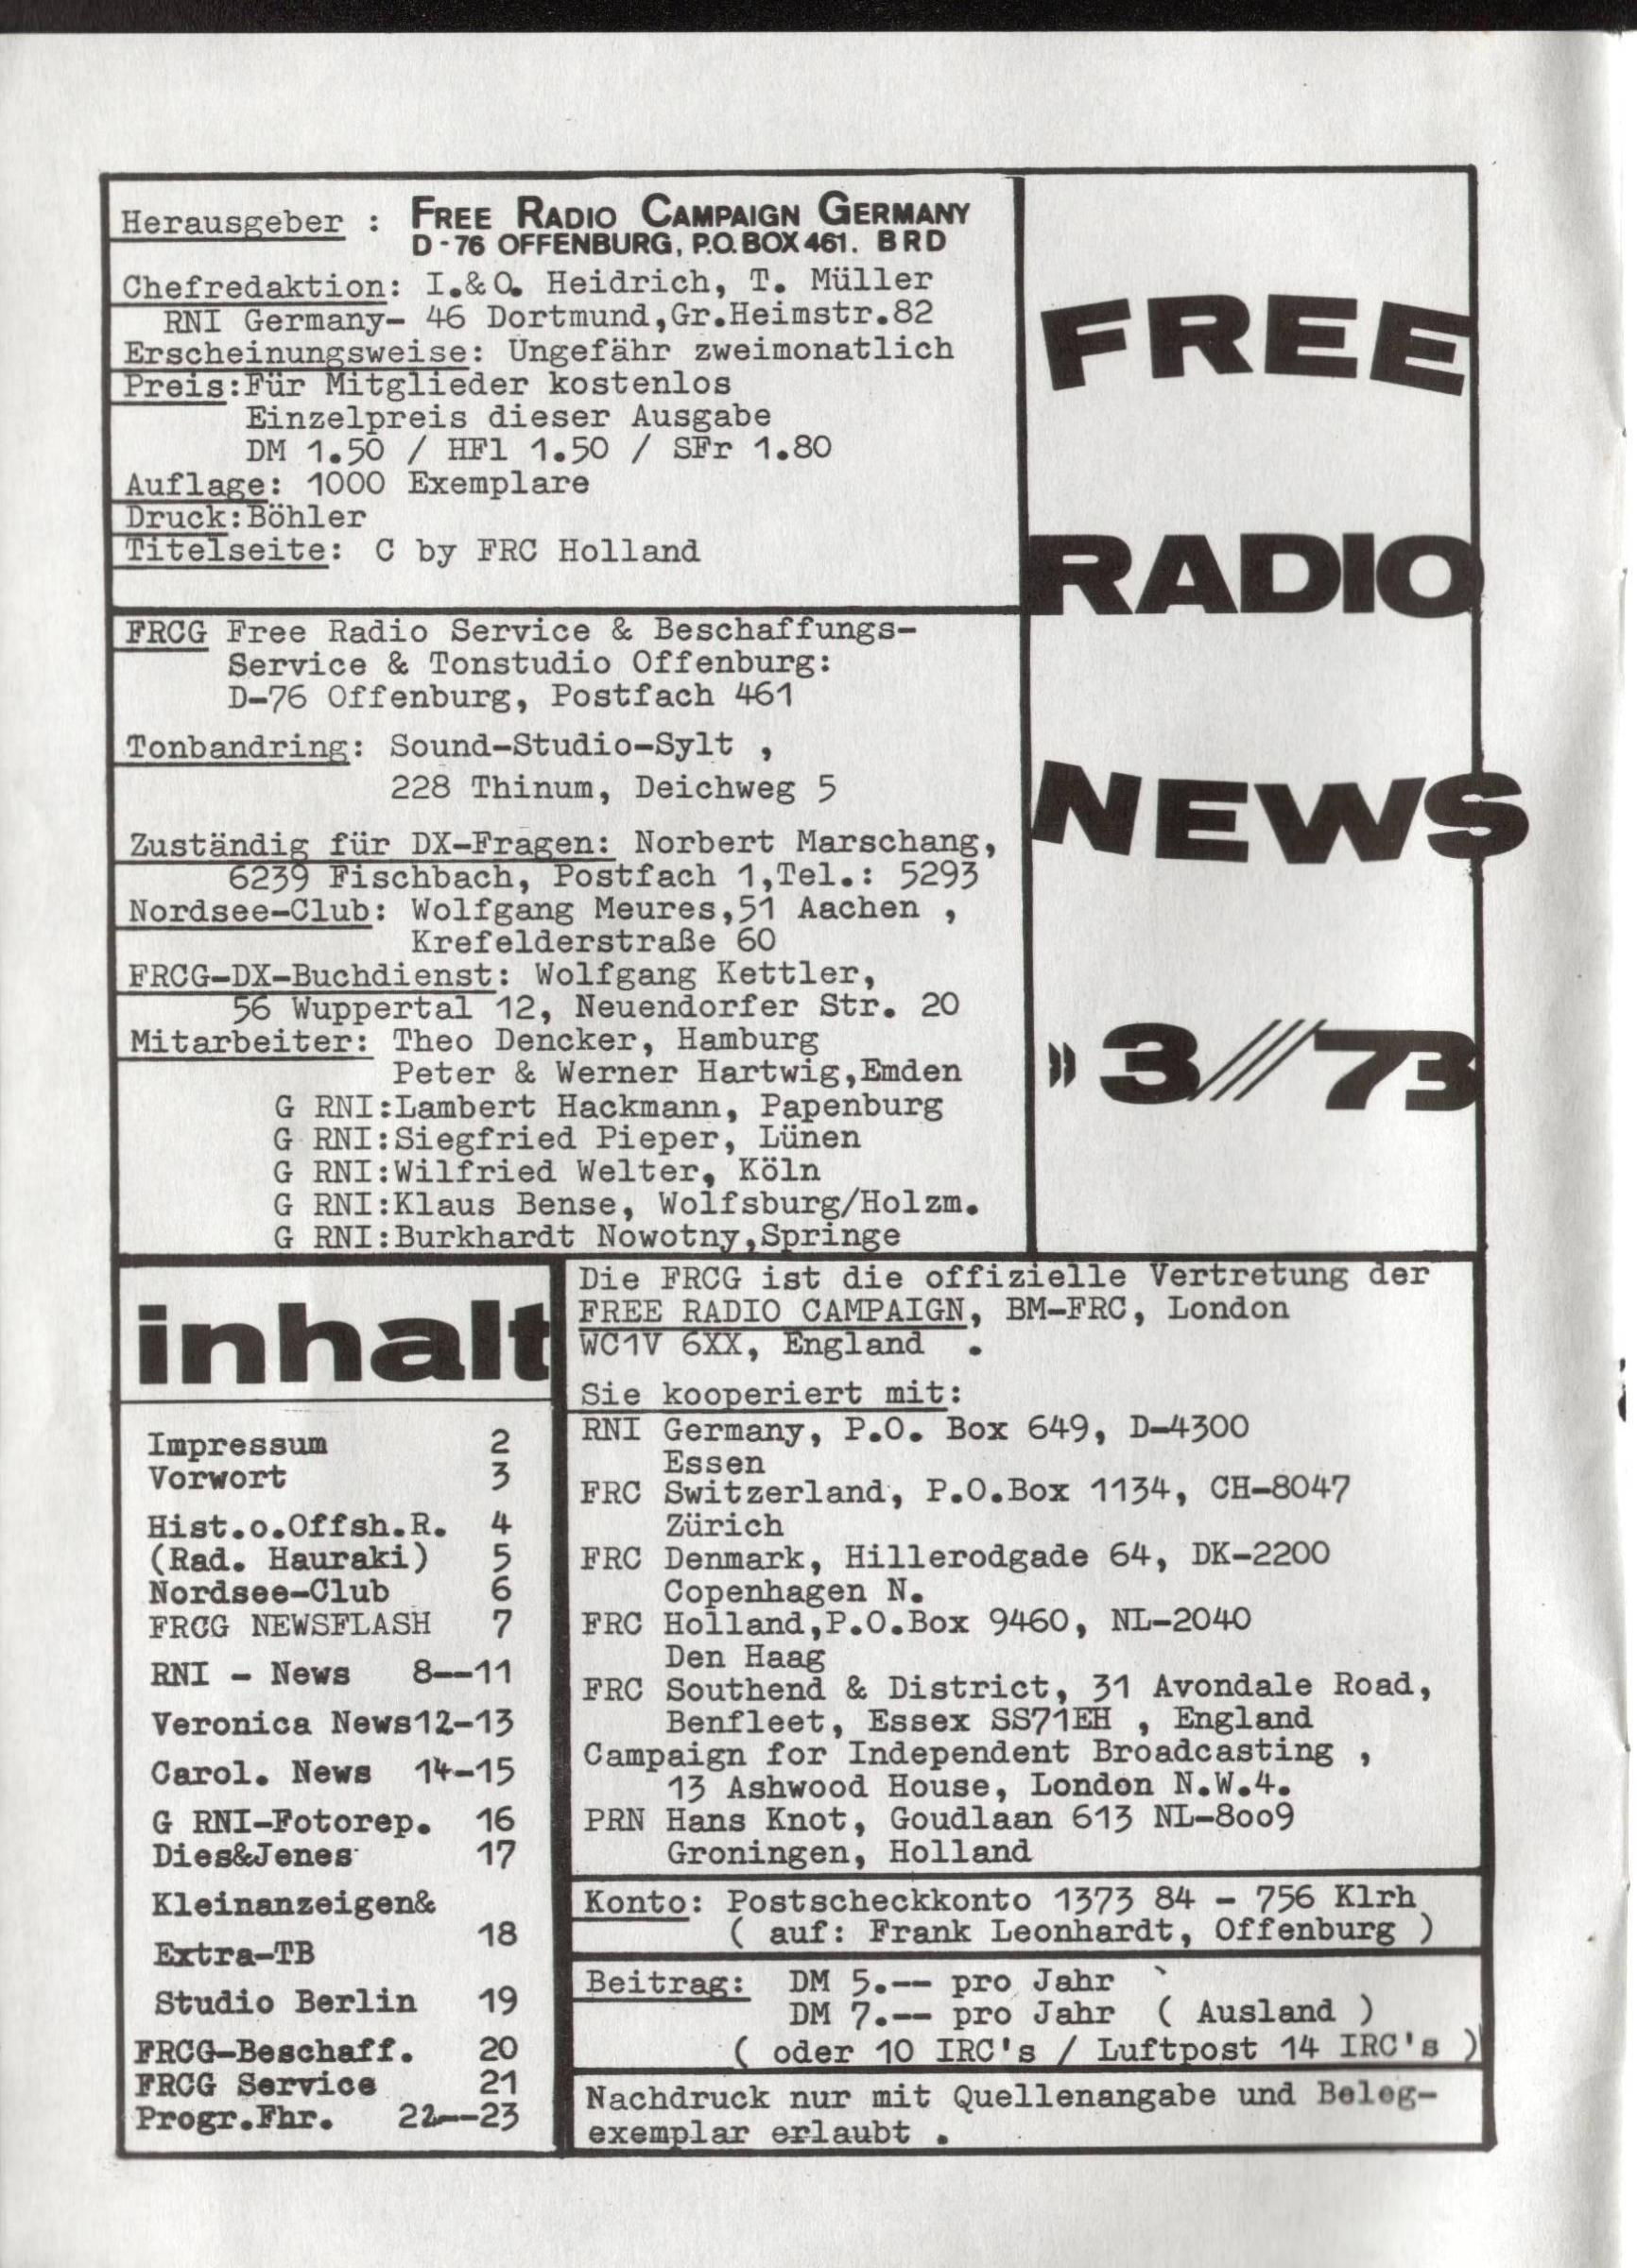 Herausgeber : FREE RADIO CAMPAIGN GERMANY
D-76 OFFENBURG, P.O. BOX 461. BRD
Chefredaktion: I.&O. Heidrich, T. Müller
RNI Germany- 46 Dortmund,Gr.Heimstr.82
Erscheinungsweise: Ungefähr zweimonatlich
Preis:Für Mitglieder kostenlos
Einzelpreis dieser Ausgabe
DM 1.50 / HFl 1.50 / SFr 1.80
Auflage: 1000 Exemplare
Druck:Böhler
Titelseite: C by FRC Holland
FRCG Free Radio Service & Beschaffungs-
Service & Tonstudio Offenburg:
D-76 Offenburg, Postfach 461
Tonbandring: Sound-Studio-Sylt ,
228 Thinum, Deichweg 5
Zuständig für DX-Fragen: Norbert Marschang,
6239 Fischbach, Postfach 1,Tel.: 5293
Nordsee-Club: Wolfgang Meures,51 Aachen ,
Krefelderstraße 60
FRCG-DX-Buchdienst: Wolfgang Kettler,
56 Wuppertal 12, Neuendorfer Str. 20
Mitarbeiter: Theo Dencker, Hamburg
Peter & Werner Hartwig,Emden
G RNI:Lambert Hackmann, Papenburg
G RNI:Siegfried Pieper, Lünen
G RNI:Wilfried Welter, Köln
G RNI:Klaus Bense, Wolfsburg/Holzm.
G RNI:Burkhardt Nowotny,Springe
FREE
RADIO
NEWS
» 3///73
inhalt
Impressum 2
Vorwort 3
Hist.o.Offsh.R. 4
(Rad. Hauraki) 5
Nordsee-Club 6
FRCG NEWSFLASH 7
RNI - News 8--11
Veronica News12-13
Carol. News 14-15
G RNI-Fotorep. 16
Dies&Jenes 17
Kleinanzeigen&
18
Extra-TB
Studio Berlin 19
FRCG-Beschaff. 20
FRCG Service 21
Progr.Fhr. 22--23
Die FRCG ist die offizielle Vertretung der
FREE RADIO CAMPAIGN, BM-FRC, London
WC1V 6XX, England .
Sie kooperiert mit:
RNI Germany, P.O. Box 649, D-4300
Essen
FRC Switzerland, P.O.Box 1134, CH-8047
Zürich
FRC Denmark, Hillerodgade 64, DK-2200
Copenhagen N.
FRC Holland,P.O.Box 9460, NL-2040
Den Haag
FRC Southend & District, 31 Avondale Road,
Benfleet, Essex SS71EH , England
Campaign for Independent Broadcasting ,
13 Ashwood House, London N.W.4.
PRN Hans Knot, Goudlaan 613 NL-8oo9
Groningen, Holland
Konto: Postscheckkonto 1373 84 - 756 Klrh
( auf: Frank Leonhardt, Offenburg )
Beitrag: DM 5.-- pro Jahr
DM 7.-- pro Jahr ( Ausland )
( oder 10 IRC's / Luftpost 14 IRC's )
Nachdruck nur mit Quellenangabe und Beleg-
exemplar erlaubt .